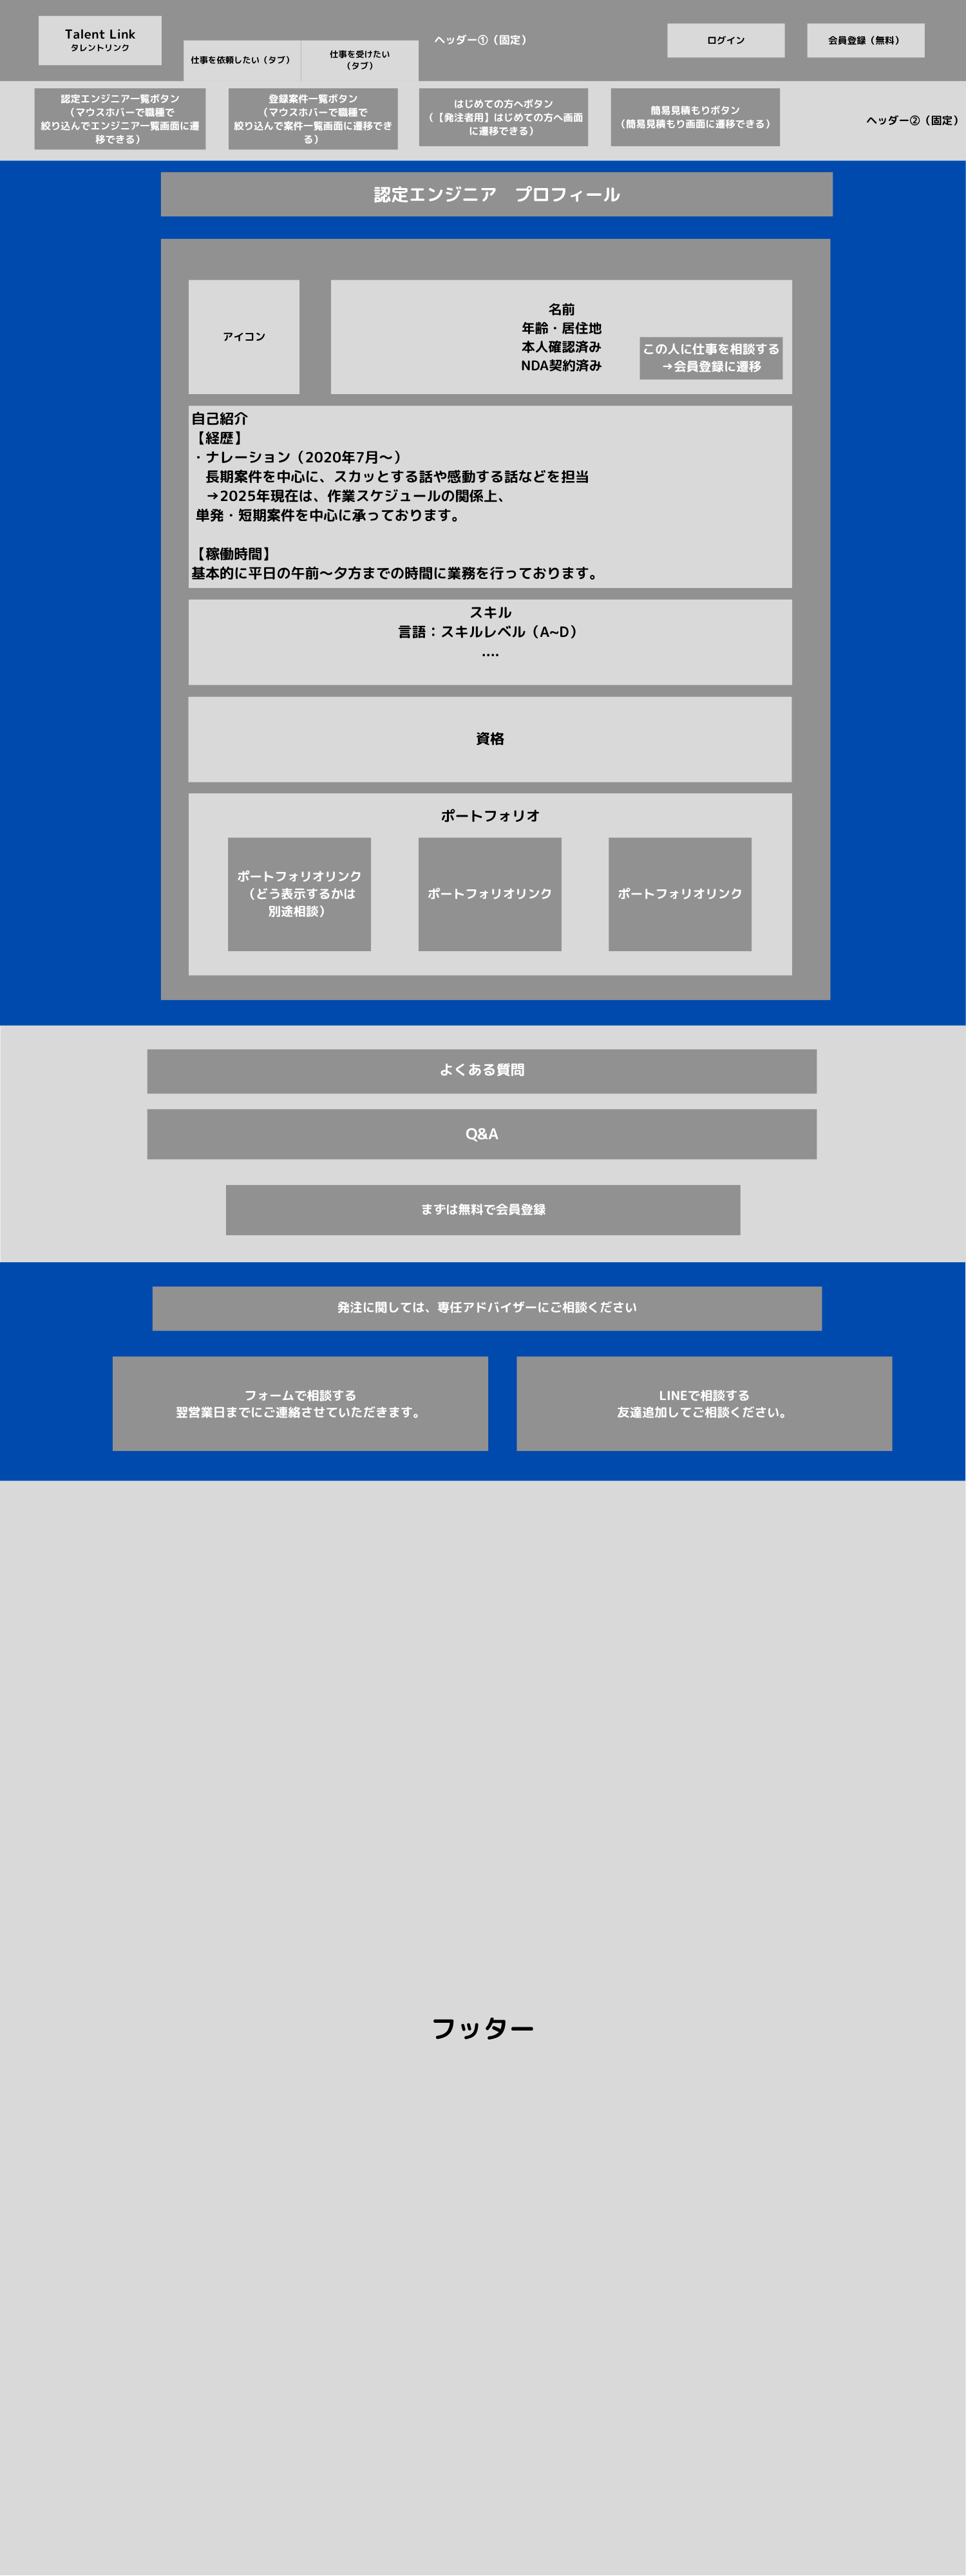 Talent Link
タレントリンク
仕事を依頼したい（タブ）
仕事を受けたい
（タブ）
ヘッダー①（固定）
ログイン
会員登録（無料）
認定エンジニア一覧ボタン
（マウスホバーで職種で
絞り込んでエンジニア一覧画面に遷
移できる）
登録案件一覧ボタン
（マウスホバーで職種で
絞り込んで案件一覧画面に遷移でき
る）
はじめての方へボタン
（【発注者用】はじめての方へ画面
に遷移できる）
簡易見積もりボタン
（簡易見積もり画面に遷移できる）
ヘッダー②（固定）
認定エンジニア　プロフィール
アイコン
名前
年齢・居住地
本人確認済み
NDA契約済み
この人に仕事を相談する
→会員登録に遷移
自己紹介
【経歴】
・ナレーション（2020年7月〜）
　長期案件を中心に、スカッとする話や感動する話などを担当
　→2025年現在は、作業スケジュールの関係上、
単発・短期案件を中心に承っております。
【稼働時間】
基本的に平日の午前〜夕方までの時間に業務を行っております。
スキル
言語：スキルレベル（A~D）
....
資格
ポートフォリオ
ポートフォリオリンク
（どう表示するかは
別途相談）
ポートフォリオリンク
ポートフォリオリンク
よくある質問
Q&A
まずは無料で会員登録
発注に関しては、専任アドバイザーにご相談ください
フォームで相談する
翌営業日までにご連絡させていただきます。
LINEで相談する
友達追加してご相談ください。
フッター